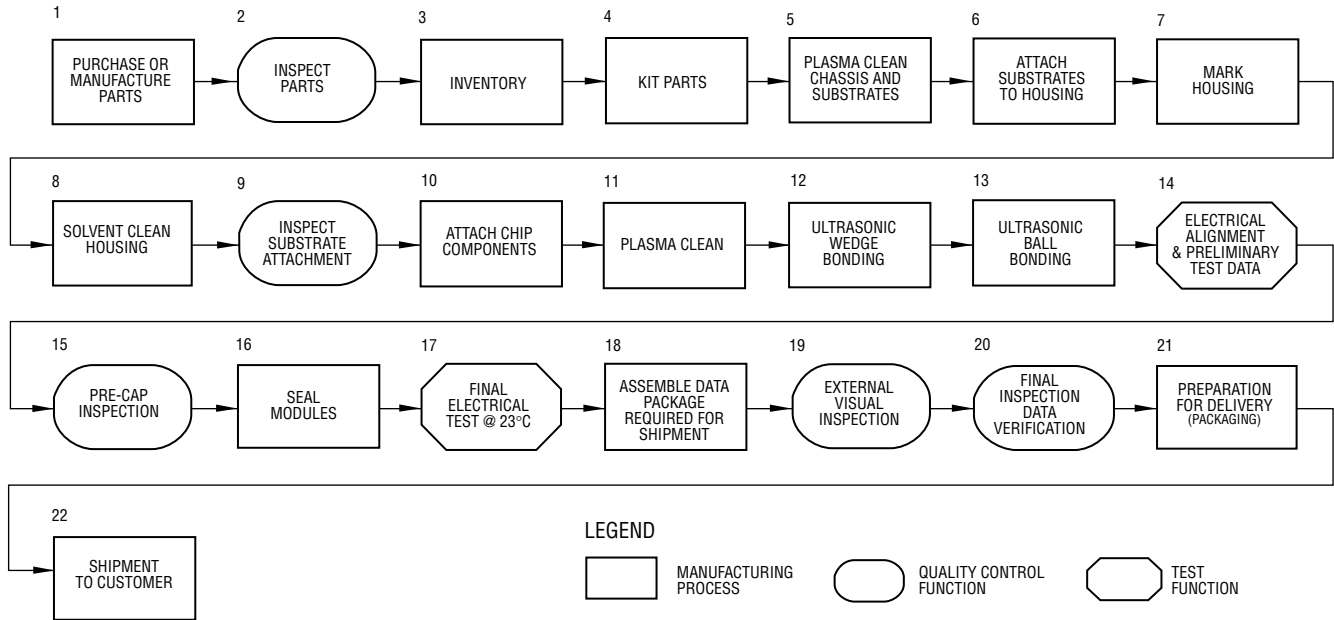 1
PURCHASE OR
MANUFACTURE
PARTS
2
INSPECT
PARTS
3
INVENTORY
4
KIT PARTS
5
PLASMA CLEAN
CHASSIS AND
SUBSTRATES
6
ATTACH
SUBSTRATES
TO HOUSING
7
MARK
HOUSING
8
SOLVENT CLEAN
HOUSING
9
INSPECT
SUBSTRATE
ATTACHMENT
10
ATTACH CHIP
COMPONENTS
11
PLASMA CLEAN
12
ULTRASONIC
WEDGE
BONDING
13
ULTRASONIC
BALL
BONDING
14
ELECTRICAL
ALIGNMENT
& PRELIMINARY
TEST DATA
15
PRE-CAP
INSPECTION
16
SEAL
MODULES
17
FINAL
ELECTRICAL
TEST @ 23°C
18
ASSEMBLE DATA
PACKAGE
REQUIRED FOR
SHIPMENT
19
EXTERNAL
VISUAL
INSPECTION
20
FINAL
INSPECTION
DATA
VERIFICATION
21
PREPARATION
FOR DELIVERY
(PACKAGING)
22
SHIPMENT
TO CUSTOMER
LEGEND
MANUFACTURING
PROCESS
QUALITY CONTROL
FUNCTION
TEST
FUNCTION